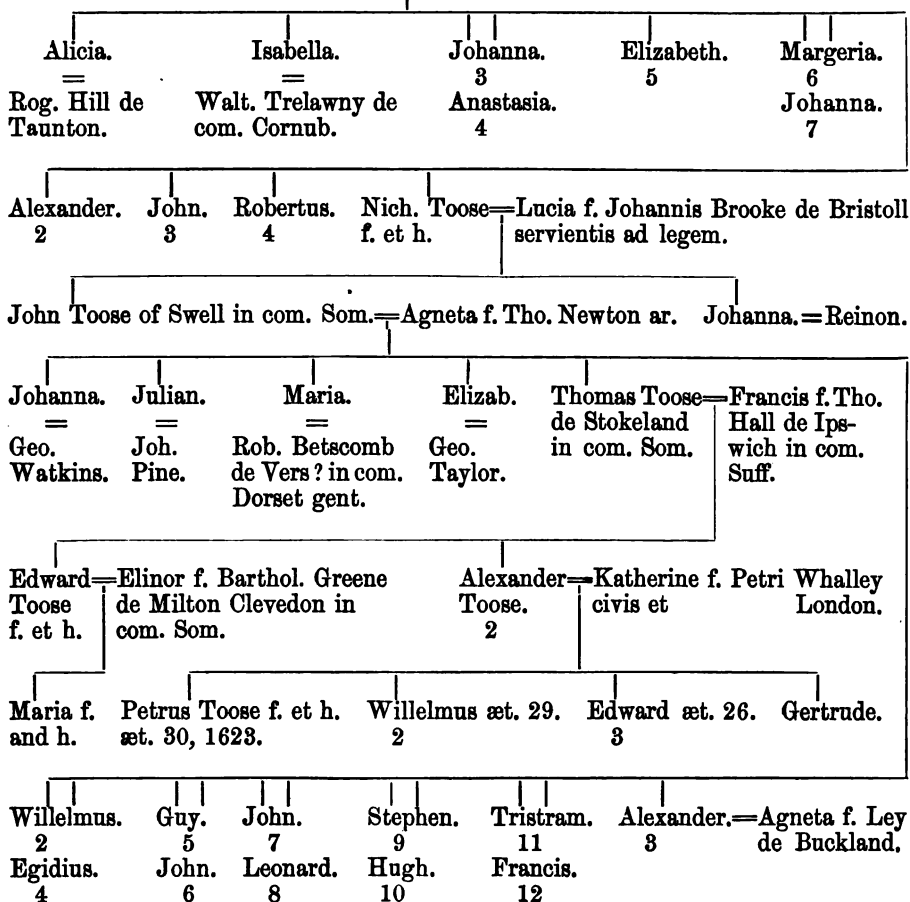 Alicia. Isabella. Johanna. Elizabeth. Margeria.
= = 3 5 6
Rog. Hill de Walt. Trelawny de Anastasia. Johanna.
Taunton. com. Cornub. 4 7
Alexander. John. Robertus. Nich. Toose=Lucia f. Johannis Brooke de Bristoll
2 3 4 f. et h. servientis ad legem.
John Toose of Swell in com. Som.=Agneta f. Tho. Newton ar. Johanna.=Reinon.
Johanna. Julian. Maria. Elizab. Thomas Toose=Francis f. Tho.
= = = = de Stokeland Hall de Ips-
Geo. Joh. Rob. Betscomb Geo. in com. Som. wich in com.
Watkins. Pine. de Vers? in com. Taylor. Suff.
Dorset gent.
Edward=Elinor f. Barthol. Greene Alexander=Katherine f. Petri Whalley
Toose de Milton Clevedon in Toose. civis et London.
f. et h. com. Som. 2
Maria f. Petrus Toose f. et h. Willelmus æt. 29. Edward æt. 26. Gertrude.
and h. æt. 30, 1623. 2 3
Willelmus. Guy. John. Stephen. Tristram. Alexander.=Agneta f. Ley
2 5 7 9 11 3 de Buckland.
Egidius. John. Leonard. Hugh. Francis.
4 6 8 10 12